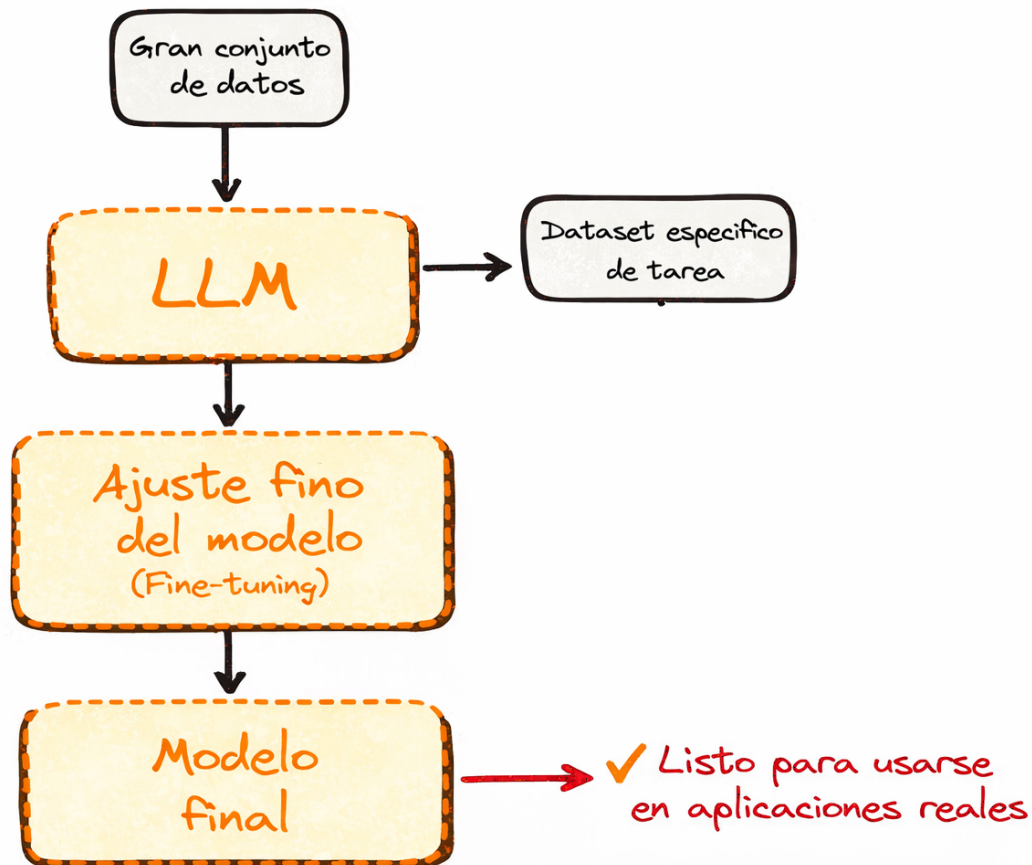 Gran conjunto
de datos
LLM
Dataset especifico
de tarea
Ajuste fino
del modelo
(Fine-tuning)
Modelo
final
✓ Listo para usarse
en aplicaciones reales